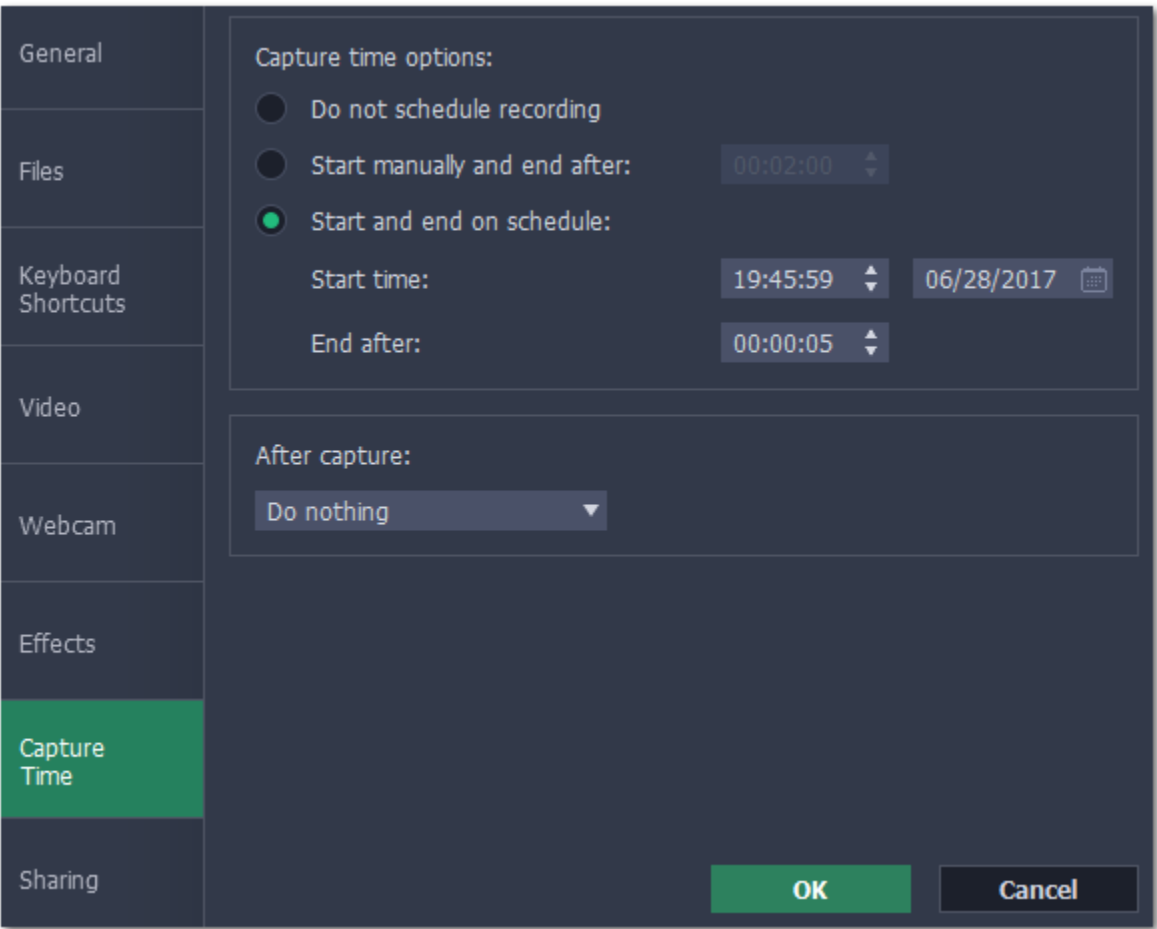 General
Files
Keyboard
Shortcuts
Video
Webcam
Effects
Capture
Time
Sharing
Capture time options:
Do not schedule recording
Start manually and end after: 00:02:00
Start and end on schedule:
Start time: 19:45:59 06/28/2017
End after: 00:00:05
After capture:
Do nothing
OK Cancel